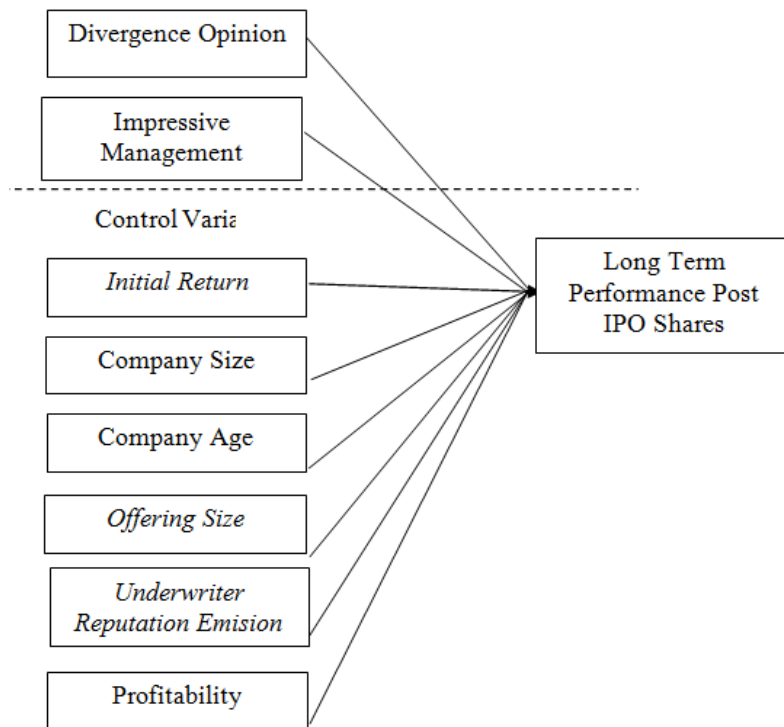 Divergence Opinion
Impressive
Management
Control Varia
Initial Return
Company Size
Company Age
Offering Size
Underwriter
Reputation Emision
Profitability
Long Term
Performance Post
IPO Shares